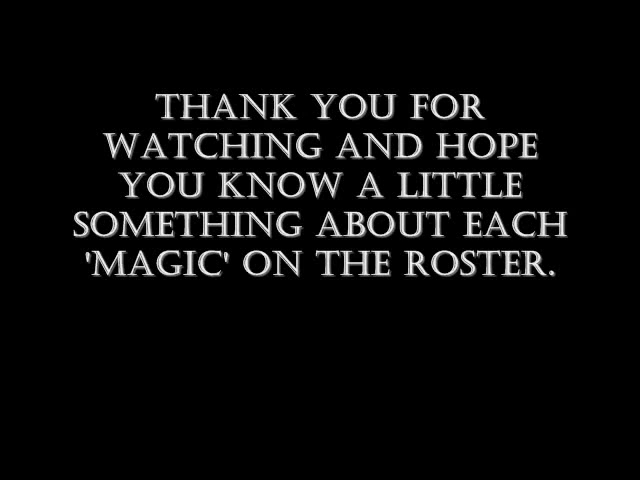 THANK YOU FOR
WATCHING AND HOPE
YOU KNOW A LITTLE
SOMETHING ABOUT EACH
'MAGIC' ON THE ROSTER.